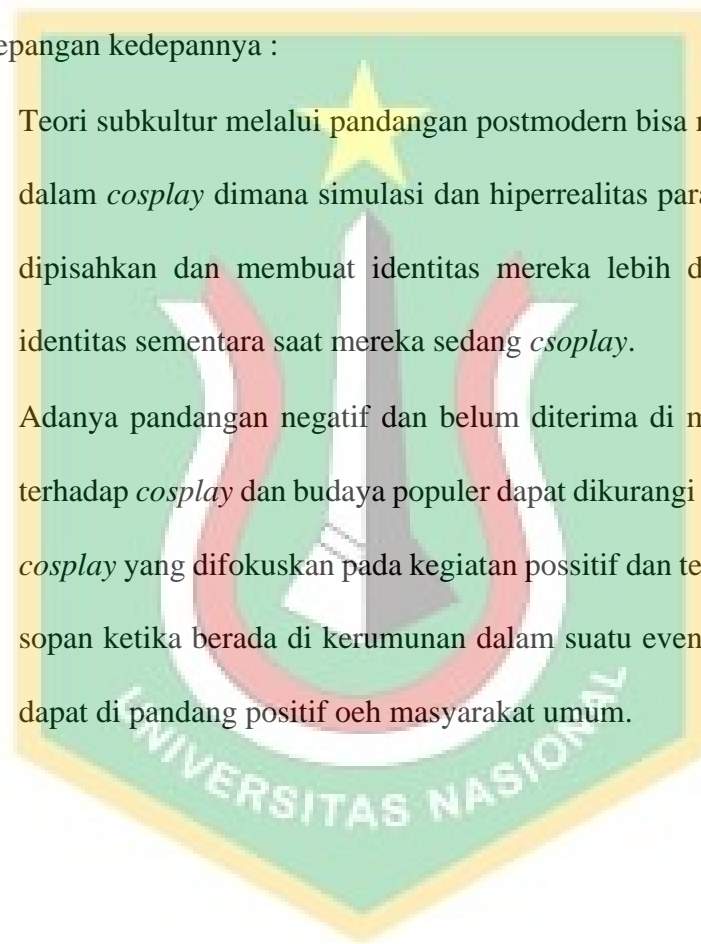 epangan kedepannya :
Teori subkultur melalui pandangan postmodern bisa
dalam cosplay dimana simulasi dan hiperrealitas para
dipisahkan dan membuat identitas mereka lebih d
identitas sementara saat mereka sedang csoplay.
Adanya pandangan negatif dan belum diterima di m
terhadap cosplay dan budaya populer dapat dikurangi
cosplay yang difokuskan pada kegiatan possitif dan te
sopan ketika berada di kerumunan dalam suatu even
dapat di pandang positif oeh masyarakat umum.
UNIVERSITAS NASIONAL